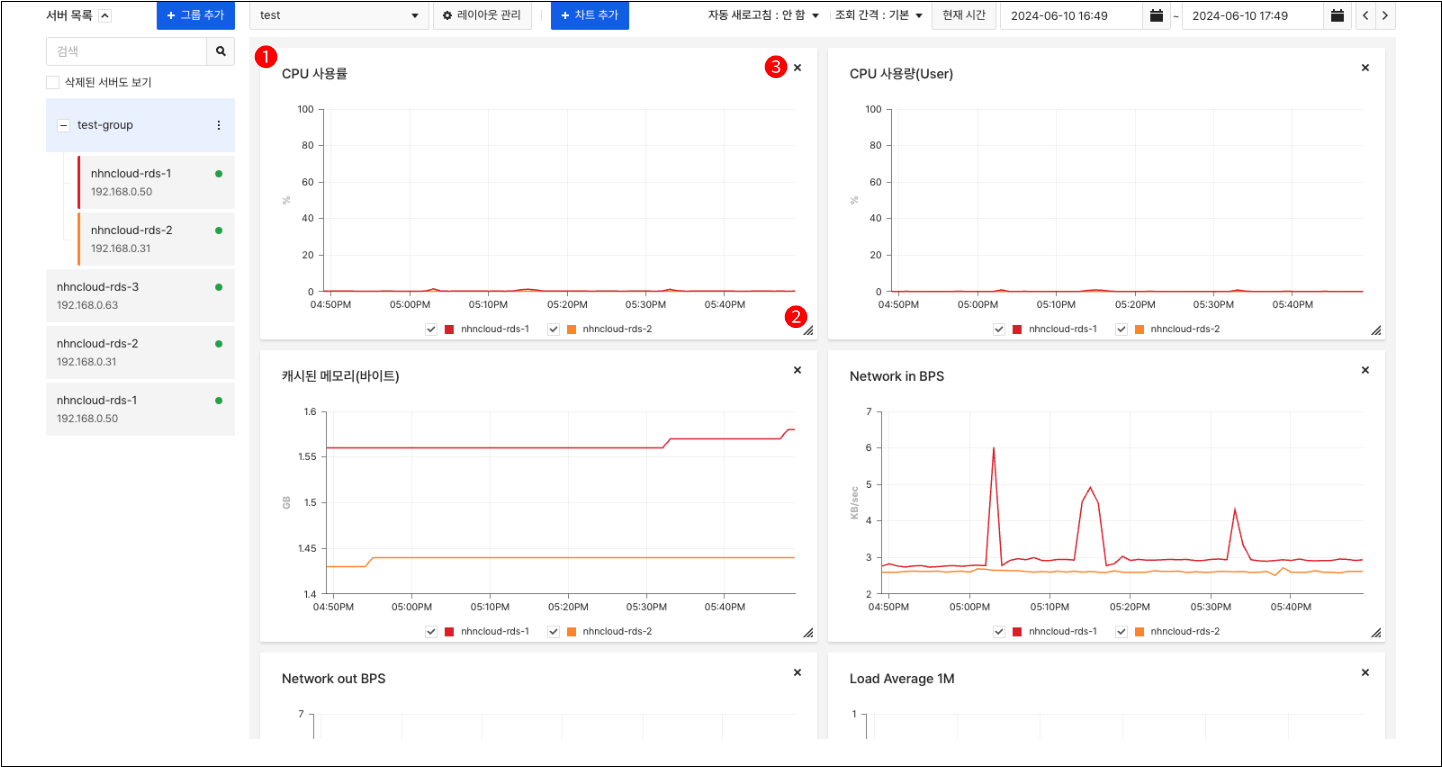 서버 목록
+ 그룹 추가
test
레이아웃 관리
+ 차트 추가
자동 새로고침 : 안 함
조회 간격 : 기본
현재 시간
2024-06-10 16:49
~
2024-06-10 17:49
검색
삭제된 서버도 보기
test-group
nhncloud-rds-1
192.168.0.50
nhncloud-rds-2
192.168.0.31
nhncloud-rds-3
192.168.0.63
nhncloud-rds-2
192.168.0.31
nhncloud-rds-1
192.168.0.50
1
CPU 사용률
3
100
80
60
40
20
0
%
04:50PM 05:00PM 05:10PM 05:20PM 05:30PM 05:40PM
2
nhncloud-rds-1 nhncloud-rds-2
CPU 사용량(User)
100
80
60
40
20
0
%
04:50PM 05:00PM 05:10PM 05:20PM 05:30PM 05:40PM
nhncloud-rds-1 nhncloud-rds-2
캐시된 메모리(바이트)
1.6
1.55
1.5
1.45
1.4
GB
04:50PM 05:00PM 05:10PM 05:20PM 05:30PM 05:40PM
nhncloud-rds-1 nhncloud-rds-2
Network in BPS
7
6
5
4
3
2
KB/sec
04:50PM 05:00PM 05:10PM 05:20PM 05:30PM 05:40PM
nhncloud-rds-1 nhncloud-rds-2
Network out BPS
7
Load Average 1M
1